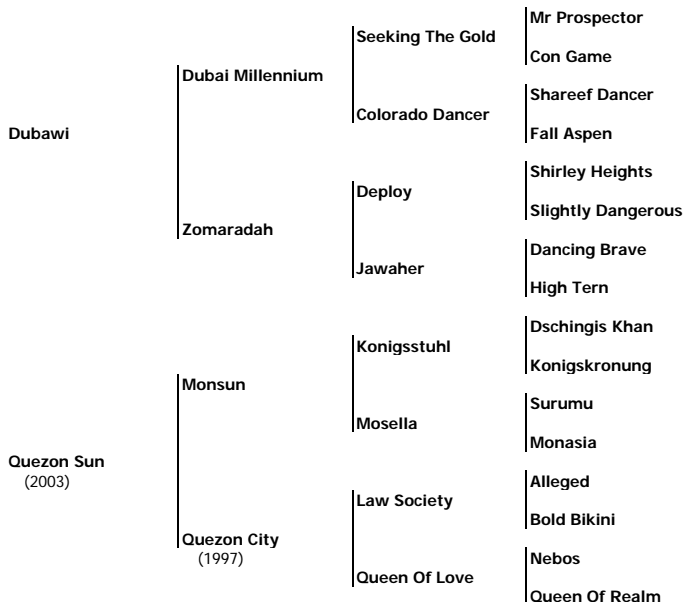 Mr Prospector
Seeking The Gold
Con Game
Dubai Millennium
Shareef Dancer
Colorado Dancer
Fall Aspen
Dubawi
Shirley Heights
Deploy
Slightly Dangerous
Zomaradah
Dancing Brave
Jawaher
High Tern
Dschingis Khan
Konigsstuhl
Konigskronung
Monsun
Surumu
Mosella
Monasia
Quezon Sun
(2003)
Alleged
Law Society
Bold Bikini
Quezon City
(1997)
Nebos
Queen Of Love
Queen Of Realm